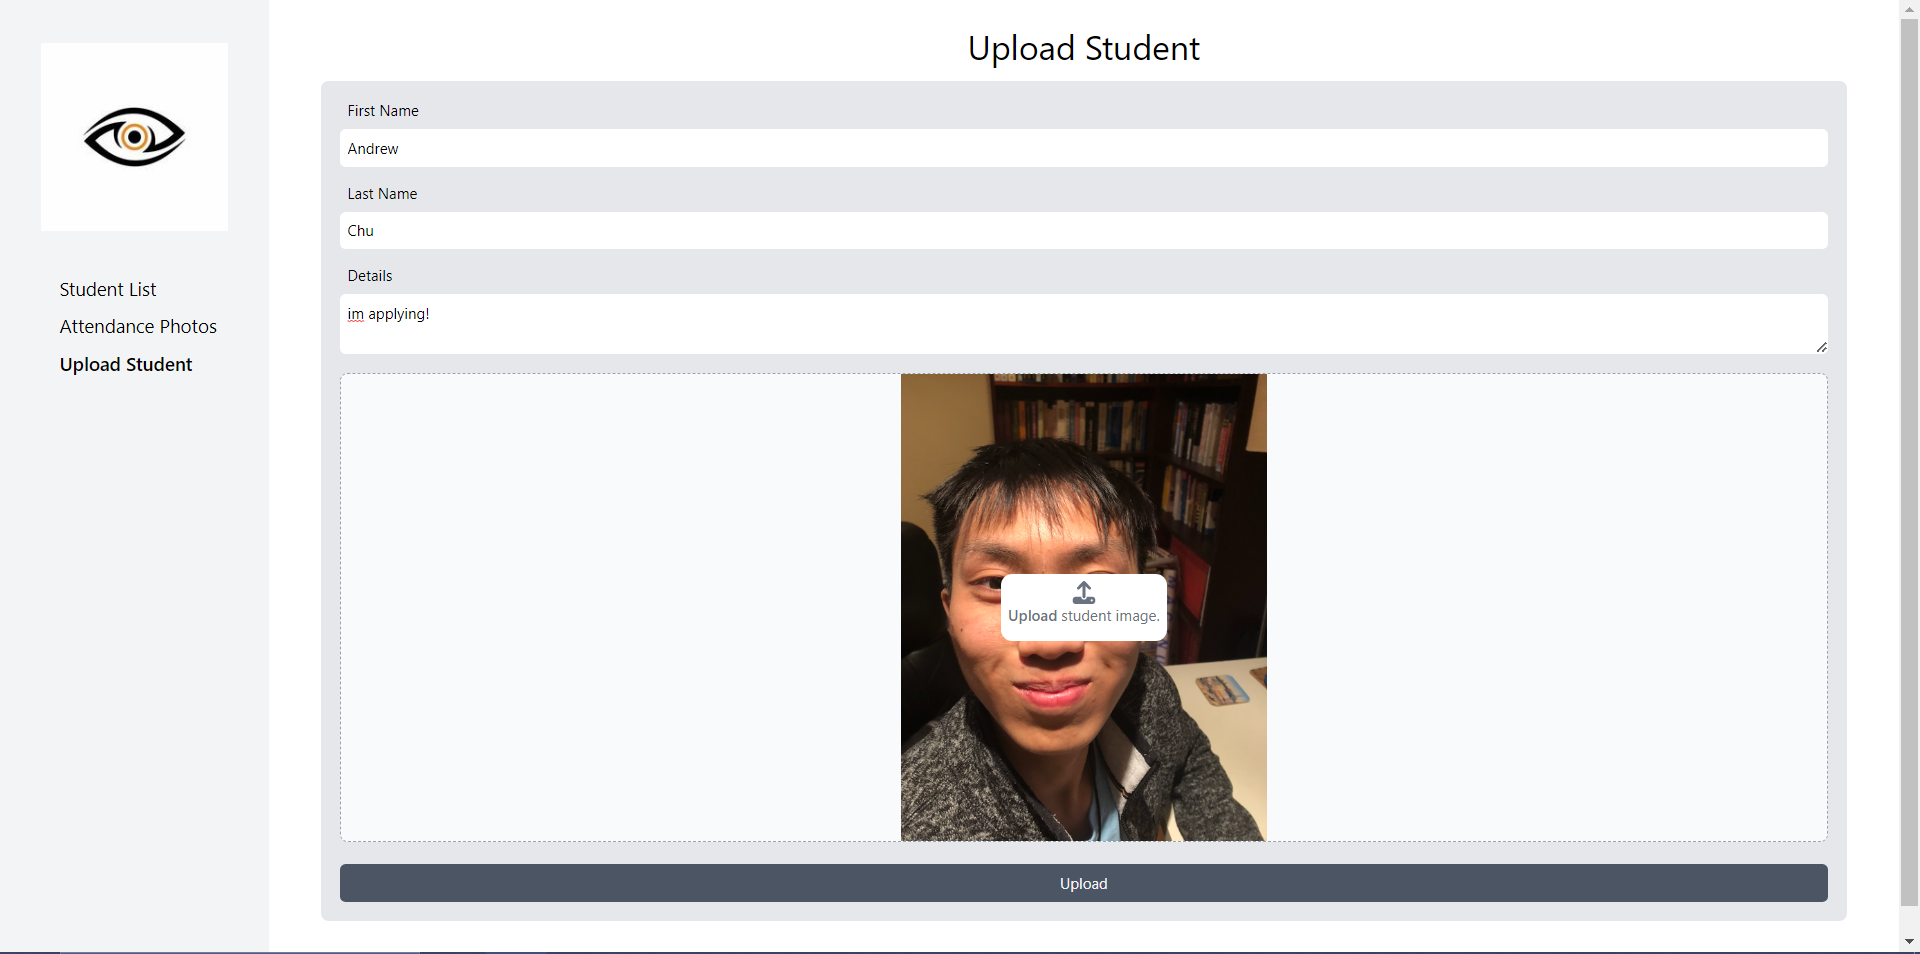 Upload Student
First Name
Andrew
Last Name
Chu
Details
im applying!
Student List
Attendance Photos
Upload Student
Upload student image.
Upload